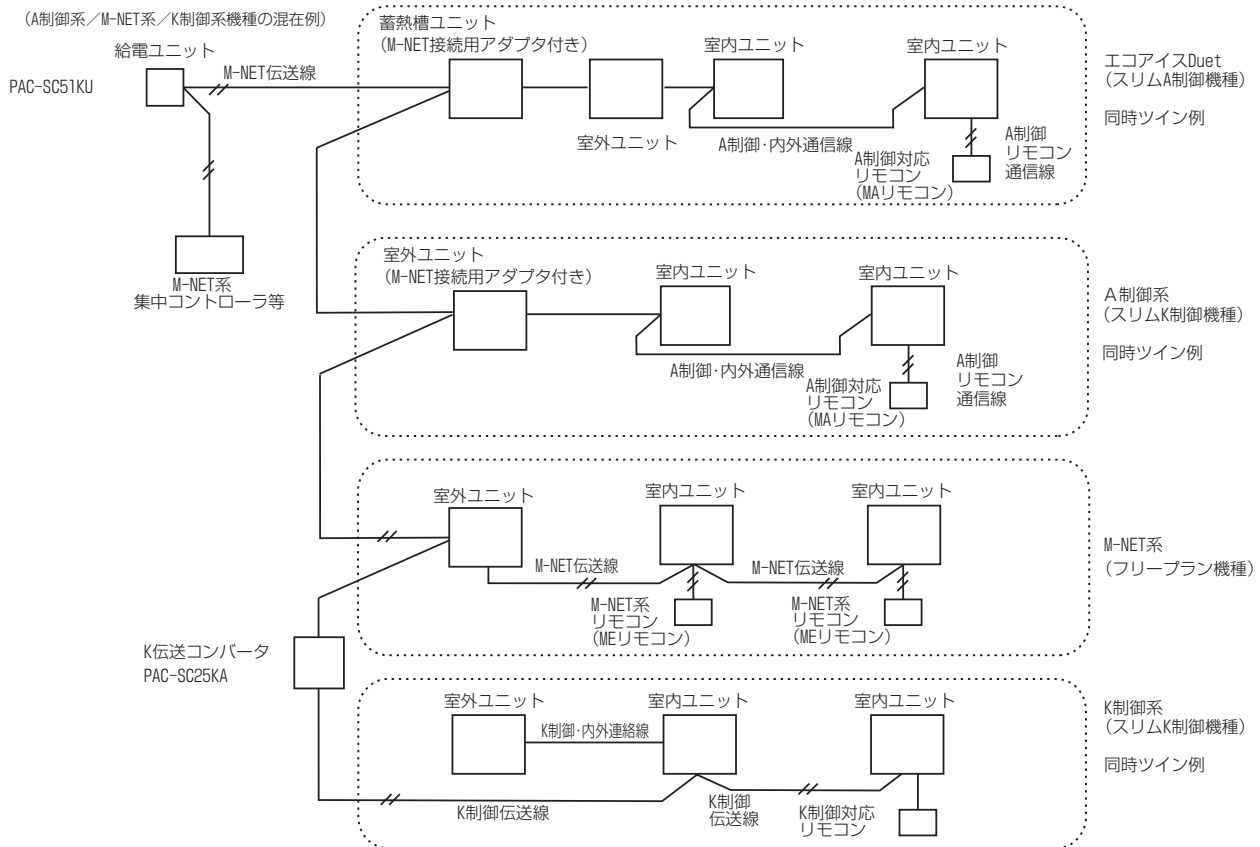 （A制御系／M-NET系／K制御系機種の混在例）
給電ユニット
PAC-SC51KU
M-NET伝送線
M-NET系
集中コントローラ等
蓄熱槽ユニット
（M-NET接続用アダプタ付き）
室内ユニット
室内ユニット
室外ユニット
A制御・内外通信線
A制御対応
リモコン
（MAリモコン）
A制御
リモコン
通信線
エコアイスDuet
（スリムA制御機種）
同時ツイン例
室外ユニット
（M-NET接続用アダプタ付き）
室内ユニット
室内ユニット
A制御・内外通信線
A制御対応
リモコン
（MAリモコン）
A制御
リモコン
通信線
A制御系
（スリムK制御機種）
同時ツイン例
室外ユニット
室内ユニット
室内ユニット
M-NET伝送線
M-NET伝送線
M-NET系
リモコン
（MEリモコン）
M-NET系
リモコン
（MEリモコン）
M-NET系
（フリープラン機種）
K伝送コンバータ
PAC-SC25KA
室外ユニット
室内ユニット
室内ユニット
K制御・内外連絡線
K制御伝送線
K制御
伝送線
K制御対応
リモコン
K制御系
（スリムK制御機種）
同時ツイン例